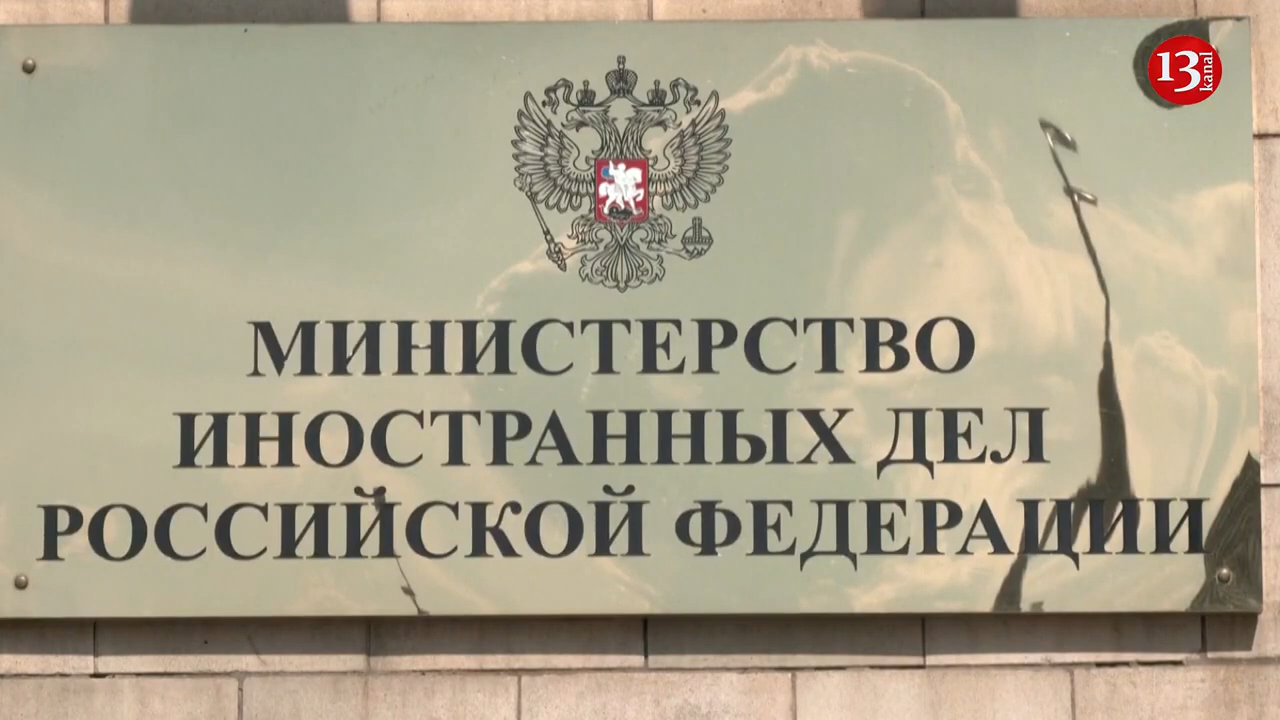 13 kanal
МИНИСТЕРСТВО
ИНОСТРАННЫХ ДЕЛ
РОССИЙСКОЙ ФЕДЕРАЦИИ